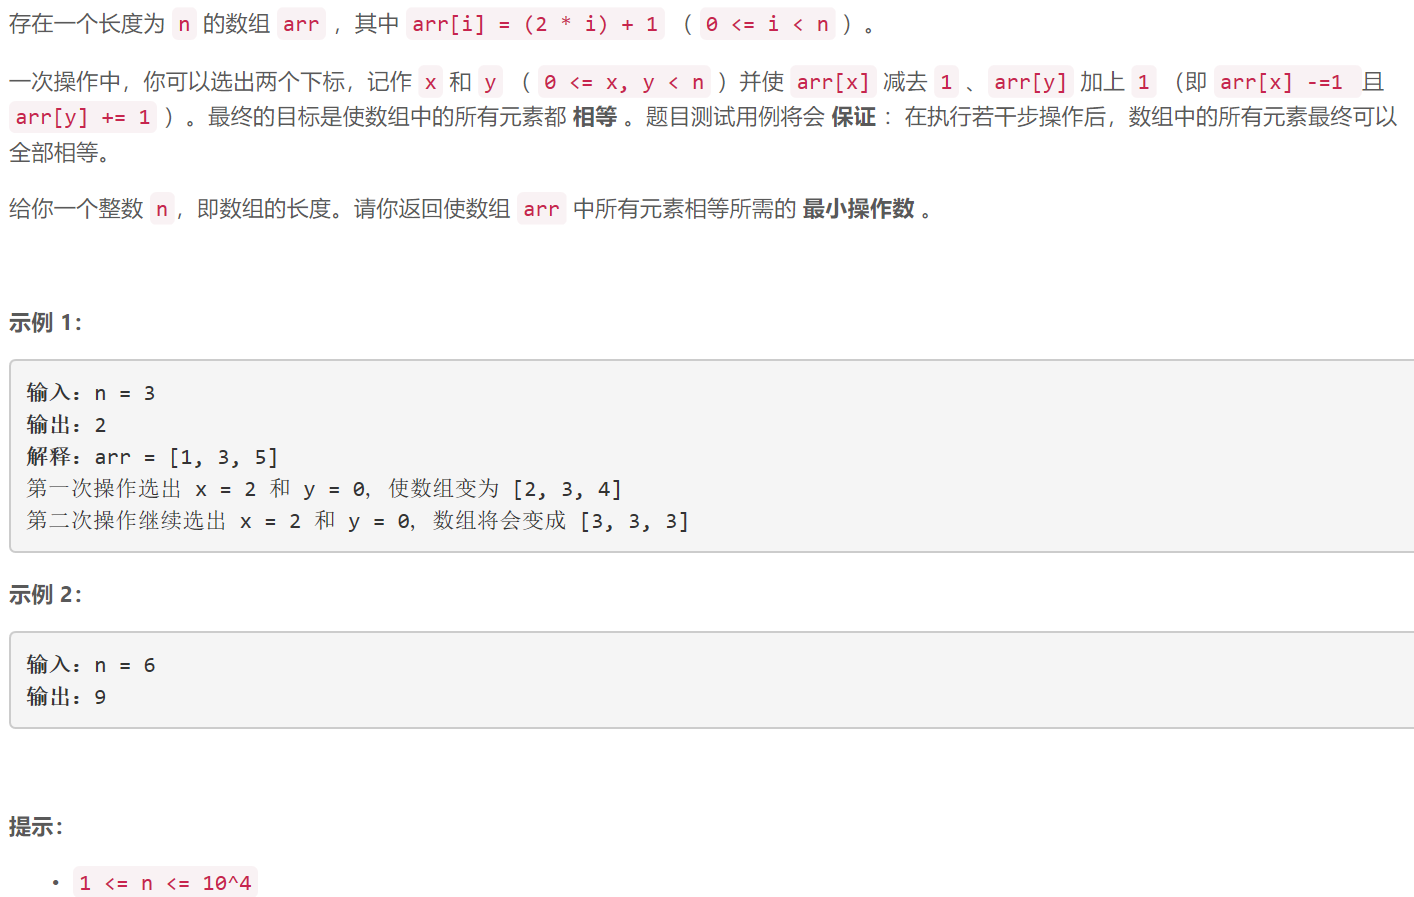 存在一个长度为 n 的数组 arr ，其中 arr[i] = (2 * i) + 1 （ 0 <= i < n ）。
一次操作中，你可以选出两个下标，记作 x 和 y （ 0 <= x, y < n ）并使 arr[x] 减去 1 、arr[y] 加上 1 （即 arr[x] -=1 且
arr[y] += 1 ）。最终的目标是使数组中的所有元素都 相等 。题目测试用例将会 保证 ：在执行若干步操作后，数组中的所有元素最终可以
全部相等。
给你一个整数 n，即数组的长度。请你返回使数组 arr 中所有元素相等所需的 最小操作数 。
示例 1：
输入：n = 3
输出：2
解释：arr = [1, 3, 5]
第一次操作选出 x = 2 和 y = 0，使数组变为 [2, 3, 4]
第二次操作继续选出 x = 2 和 y = 0，数组将会变成 [3, 3, 3]
示例 2：
输入：n = 6
输出：9
提示：
• 1 <= n <= 10^4